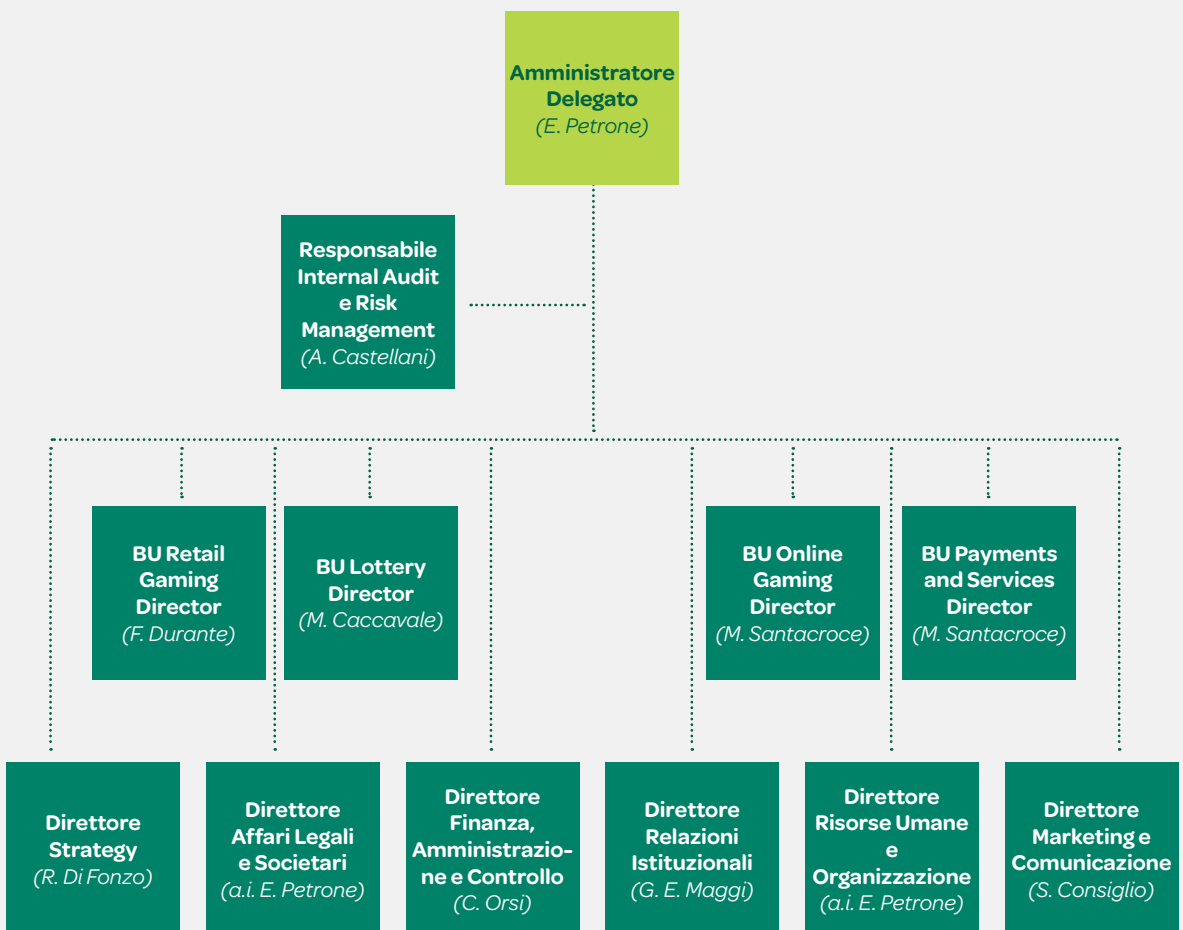 Amministratore
Delegato
(E. Petrone)
Responsabile
Internal Audit
e Risk
Management
(A. Castellani)
BU Retail
Gaming
Director
(F. Durante)
BU Lottery
Director
(M. Caccavale)
BU Online
Gaming
Director
(M. Santacroce)
BU Payments
and Services
Director
(M. Santacroce)
Direttore
Strategy
(R. Di Fonzo)
Direttore
Affari Legali
e Societari
(a.i. E. Petrone)
Direttore
Finanza,
Amministrazio-
ne e Controllo
(C. Orsi)
Direttore
Relazioni
Istituzionali
(G. E. Maggi)
Direttore
Risorse Umane
e
Organizzazione
(a.i. E. Petrone)
Direttore
Marketing e
Comunicazione
(S. Consiglio)